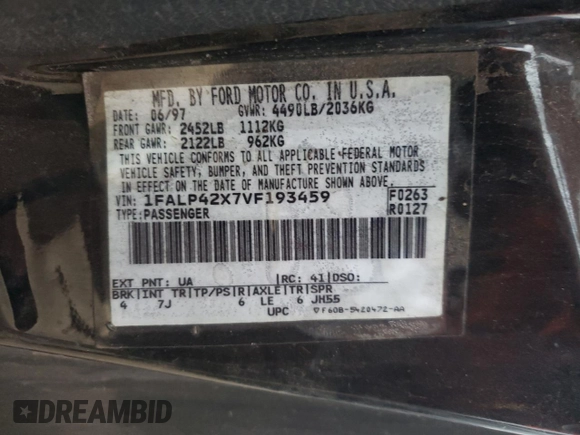 MFD. BY FORD MOTOR CO. IN U.S.A.
DATE: 06/97 GVWR: 4490LB/2036KG
FRONT GAWR: 2452LB 1112KG
REAR GAWR: 2122LB 962KG
THIS VEHICLE CONFORMS TO ALL APPLICABLE FEDERAL MOTOR
VEHICLE SAFETY, BUMPER, AND THEFT PREVENTION STANDARDS
IN EFFECT ON THE DATE OF MANUFACTURE SHOWN ABOVE.
VIN: 1FALP42X7VF193459 F0263
TYPE: PASSENGER R0127
EXT PNT: UA |RC: 41|DSO:
BRK|INT TR|TP/PS|R|AXLE|TR|SPR
4 7J 6 LE 6 JH55
UPC F60B-5420472-AA
DREAMBID